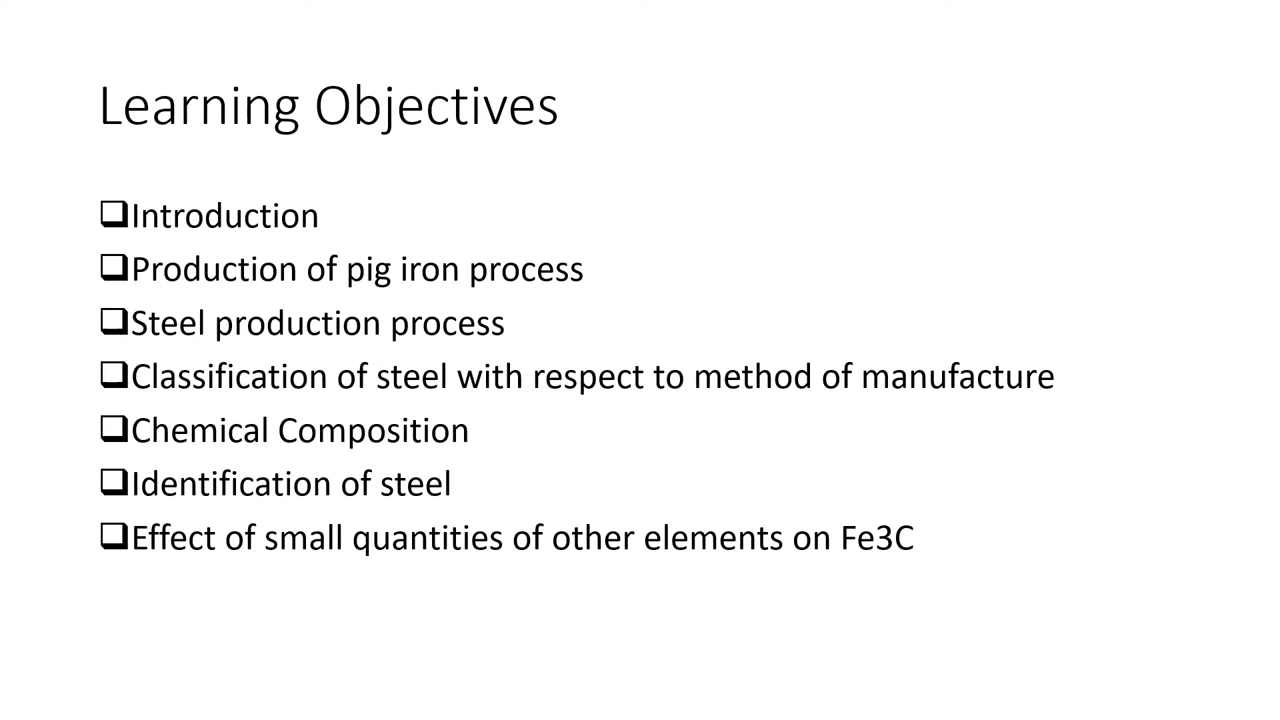 Learning Objectives
❑Introduction
❑Production of pig iron process
❑Steel production process
❑Classification of steel with respect to method of manufacture
❑Chemical Composition
❑Identification of steel
❑Effect of small quantities of other elements on Fe3C